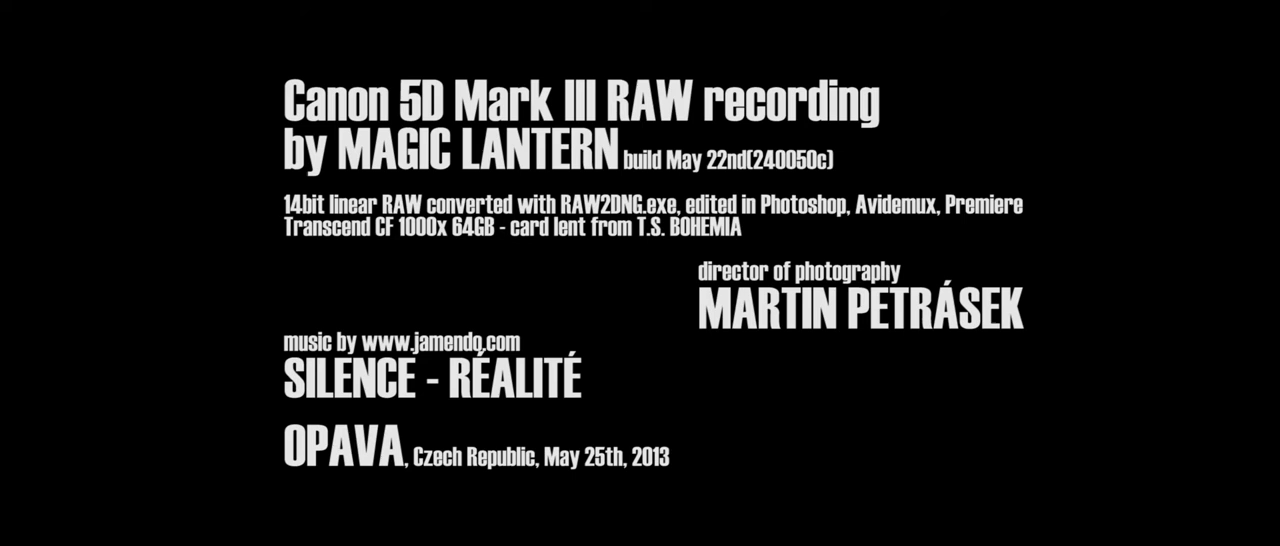 Canon 5D Mark III RAW recording
by MAGIC LANTERN build May 22nd(240050c)
14bit linear RAW converted with RAW2DNG.exe, edited in Photoshop, Avidemux, Premiere
Transcend CF 1000x 64GB - card lent from T.S. BOHEMIA
director of photography
MARTIN PETRÁSEK
music by www.jamendo.com
SILENCE - RÉALITÉ
OPAVA, Czech Republic, May 25th, 2013